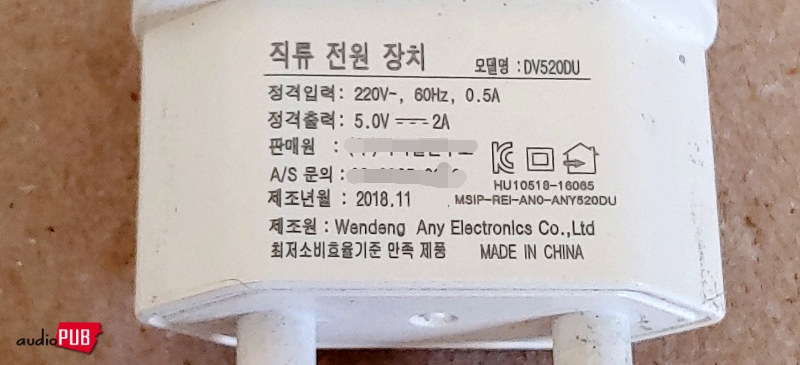 직류 전원 장치 모델명 : DV520DU
정격입력: 220V~, 60Hz, 0.5A
정격출력: 5.0V 2A
판매원 :
A/S 문의 :
제조년월 : 2018.11
HU10518-16065
MSIP-REI-AN0-ANY520DU
제조원 : Wendeng Any Electronics Co.,Ltd
최저소비효율기준 만족 제품 MADE IN CHINA
audioPUB